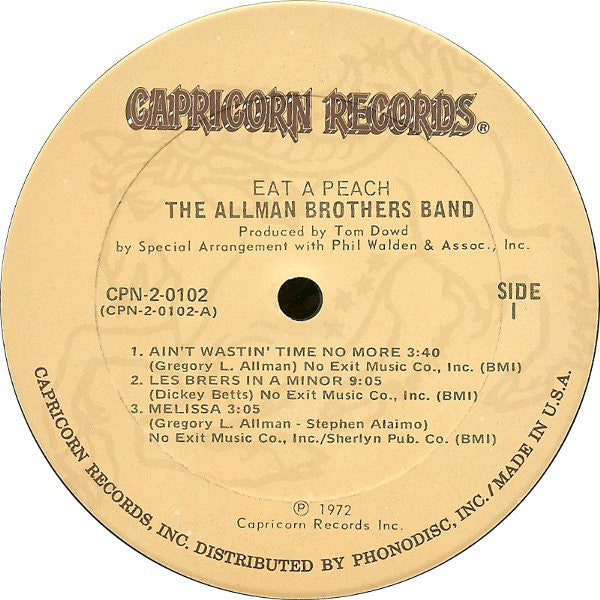 CAPRICORN RECORDS.®
EAT A PEACH
THE ALLMAN BROTHERS BAND
Produced by Tom Dowd
by Special Arrangement with Phil Walden & Assoc., Inc.
CPN-2-0102
(CPN-2-0102-A)
SIDE
1
1. AIN'T WASTIN' TIME NO MORE 3:40
(Gregory L. Allman) No Exit Music Co., Inc. (BMI)
2. LES BRERS IN A MINOR 9:05
(Dickey Betts) No Exit Music Co., Inc. (BMI)
3. MELISSA 3:05
(Gregory L. Allman - Stephen Alaimo)
No Exit Music Co., Inc./Sherlyn Pub. Co. (BMI)
℗ 1972
Capricorn Records Inc.
CAPRICORN RECORDS, INC. DISTRIBUTED BY PHONODISC, INC./MADE IN U.S.A.